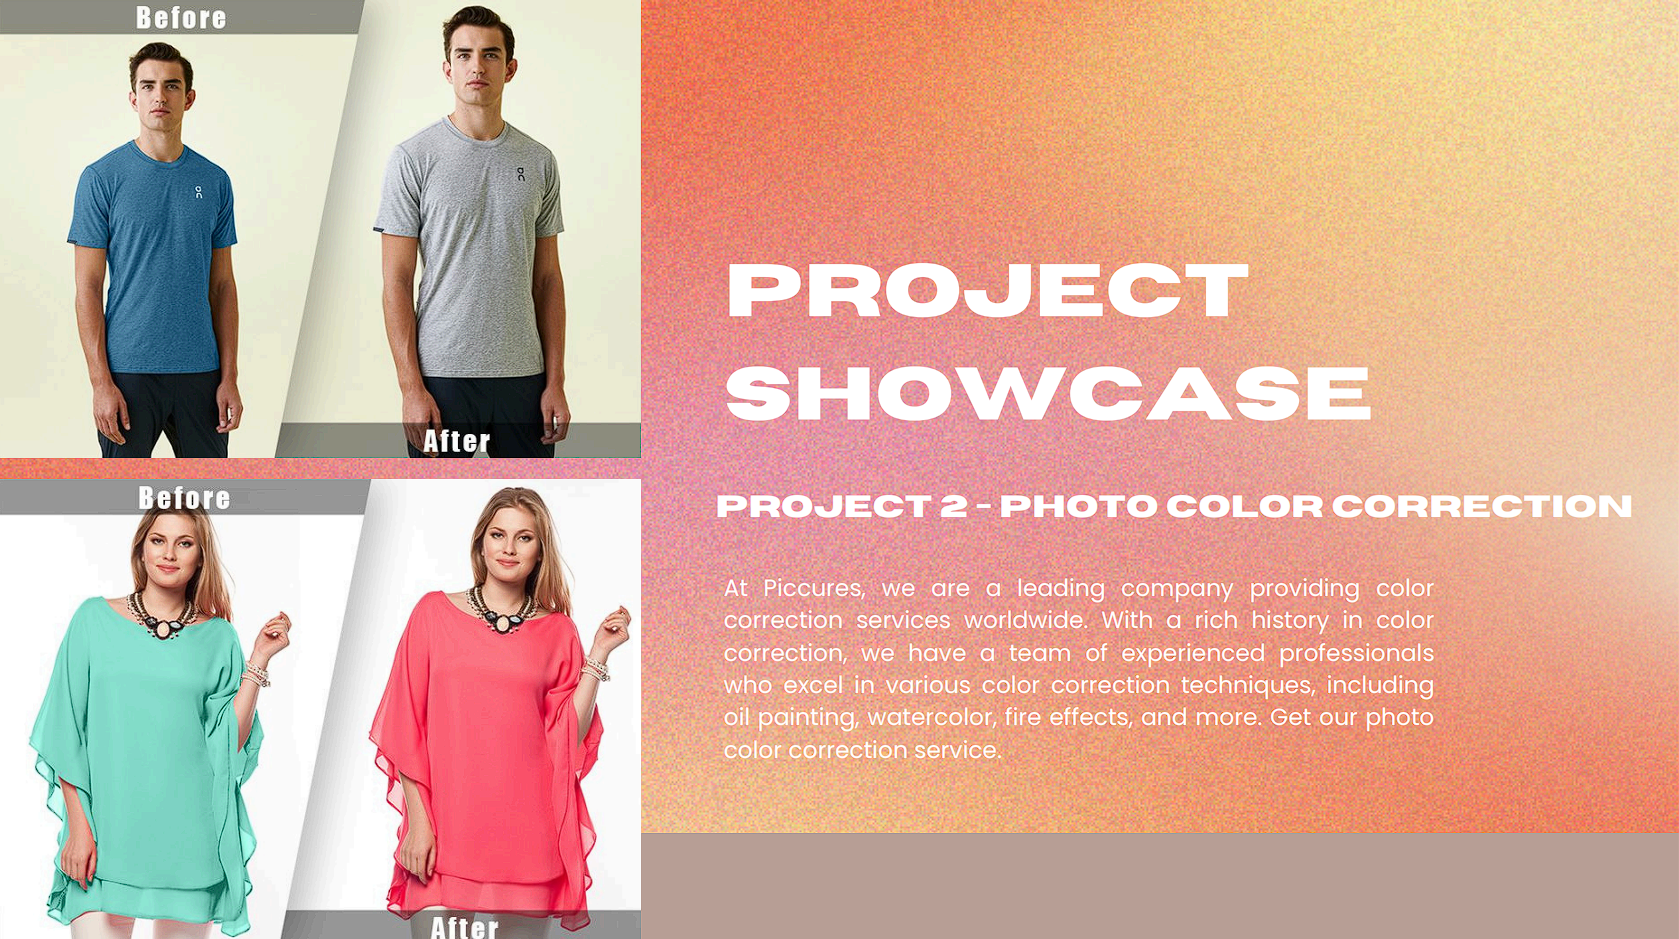 Before
After
Before
After
PROJECT
SHOWCASE
PROJECT 2 - PHOTO COLOR CORRECTION
At Piccures, we are a leading company providing color
correction services worldwide. With a rich history in color
correction, we have a team of experienced professionals
who excel in various color correction techniques, including
oil painting, watercolor, fire effects, and more. Get our photo
color correction service.